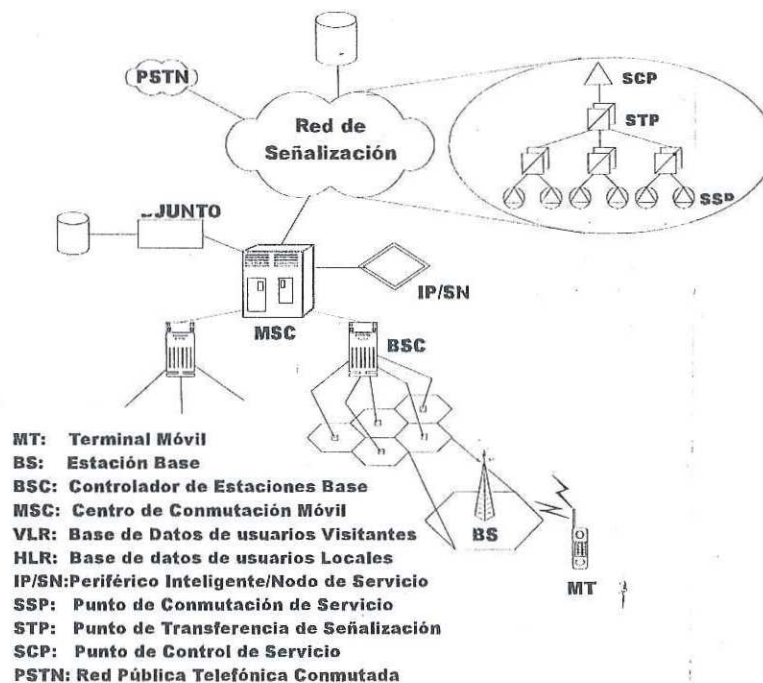 PSTN
SCP
Red de
Señalización
STP
SSP
JUNTO
IP/SN
MSC
BSC
BS
MT
MT: Terminal Móvil
BS: Estación Base
BSC: Controlador de Estaciones Base
MSC: Centro de Conmutación Móvil
VLR: Base de Datos de usuarios Visitantes
HLR: Base de datos de usuarios Locales
IP/SN:Periférico Inteligente/Nodo de Servicio
SSP: Punto de Conmutación de Servicio
STP: Punto de Transferencia de Señalización
SCP: Punto de Control de Servicio
PSTN: Red Pública Telefónica Conmutada